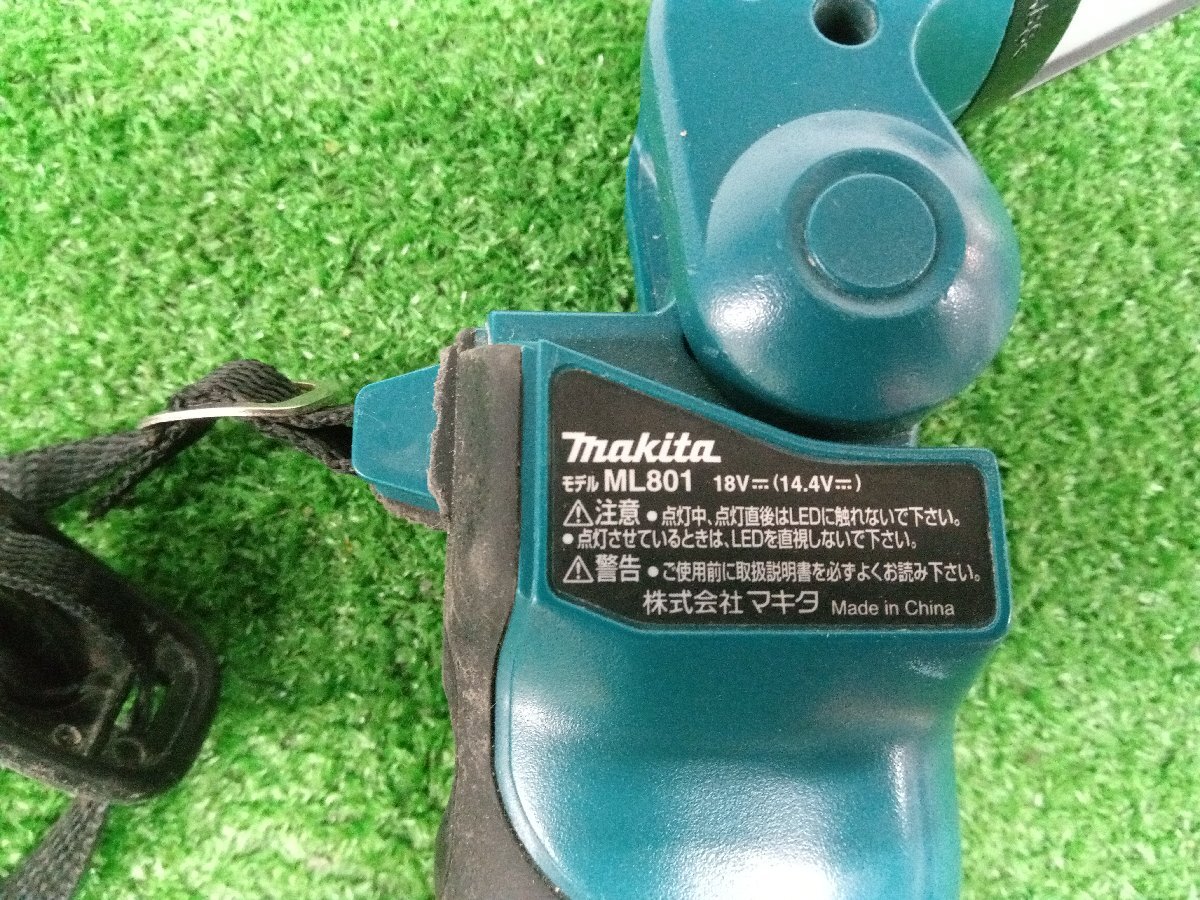 makita
モデル ML801 18V⎓(14.4V⎓)
⚠注意 ●点灯中、点灯直後はLEDに触れないで下さい。
●点灯させているときは、LEDを直視しないで下さい。
⚠警告 ●ご使用前に取扱説明書を必ずよくお読み下さい。
株式会社 マキタ Made in China